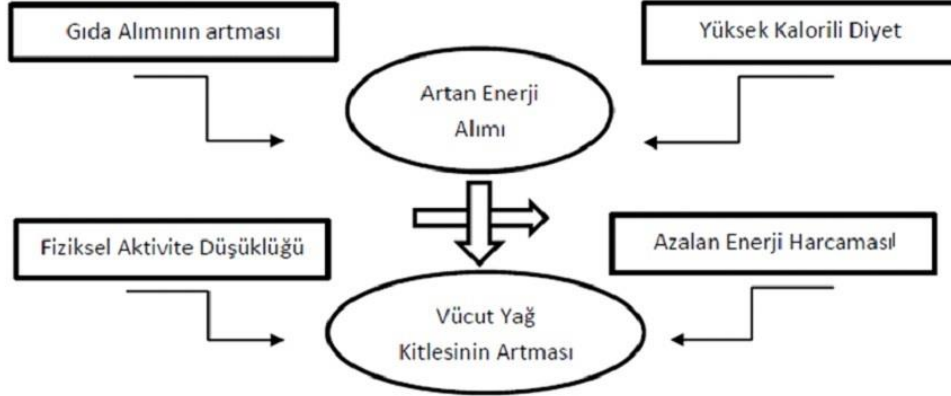 Gıda Alımının artması
Yüksek Kalorili Diyet
Artan Enerji
Alımı
Fiziksel Aktivite Düşüklüğü
Azalan Enerji Harcamasıl
Vücut Yağ
Kitlesinin Artması